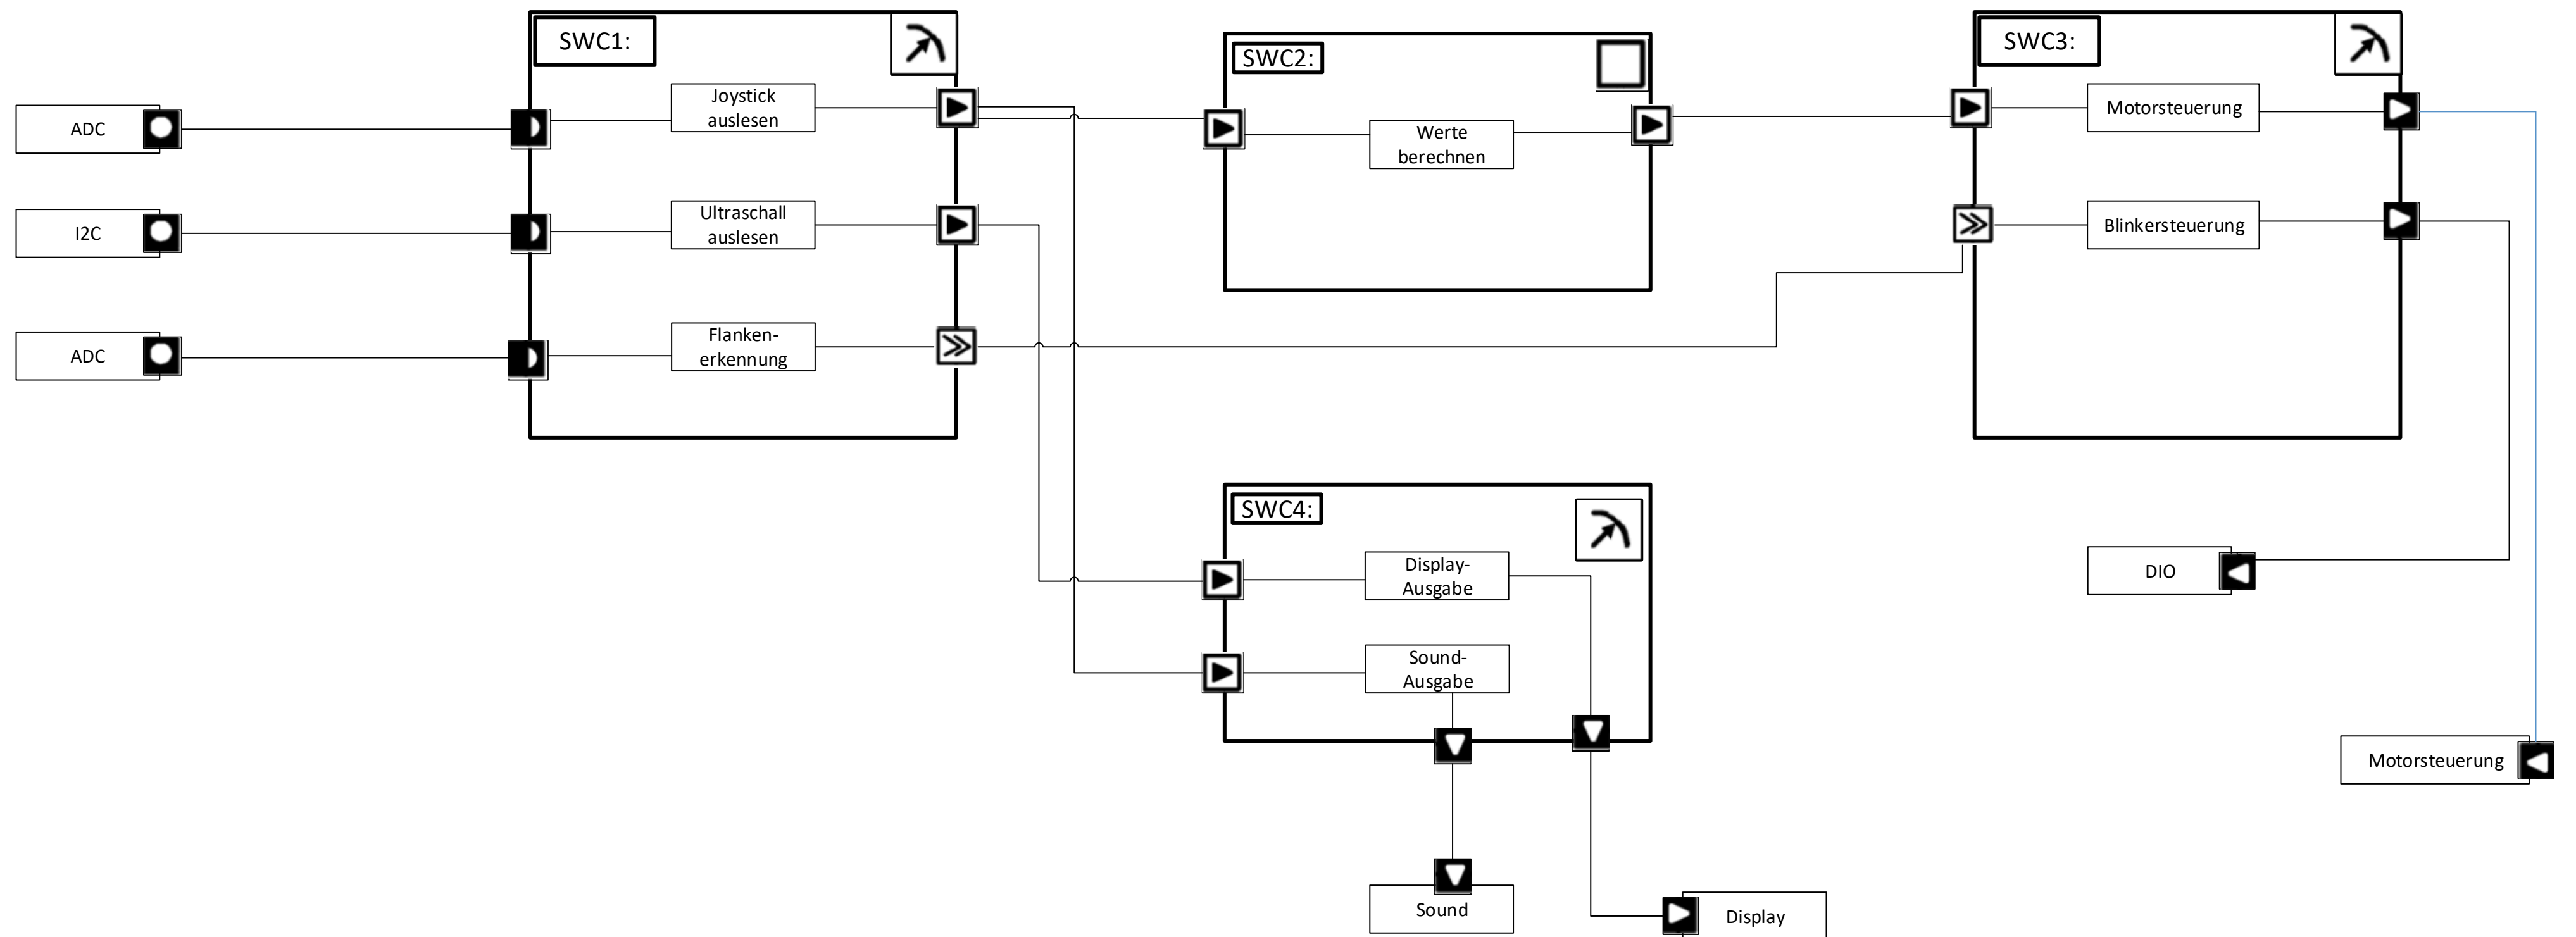 SWC1:
ADC
Joystick
auslesen
I2C
Ultraschall
auslesen
ADC
Flanken-
erkennung
SWC2:
Werte
berechnen
SWC3:
Motorsteuerung
Blinkersteuerung
SWC4:
Display-
Ausgabe
Sound-
Ausgabe
DIO
Motorsteuerung
Sound
Display